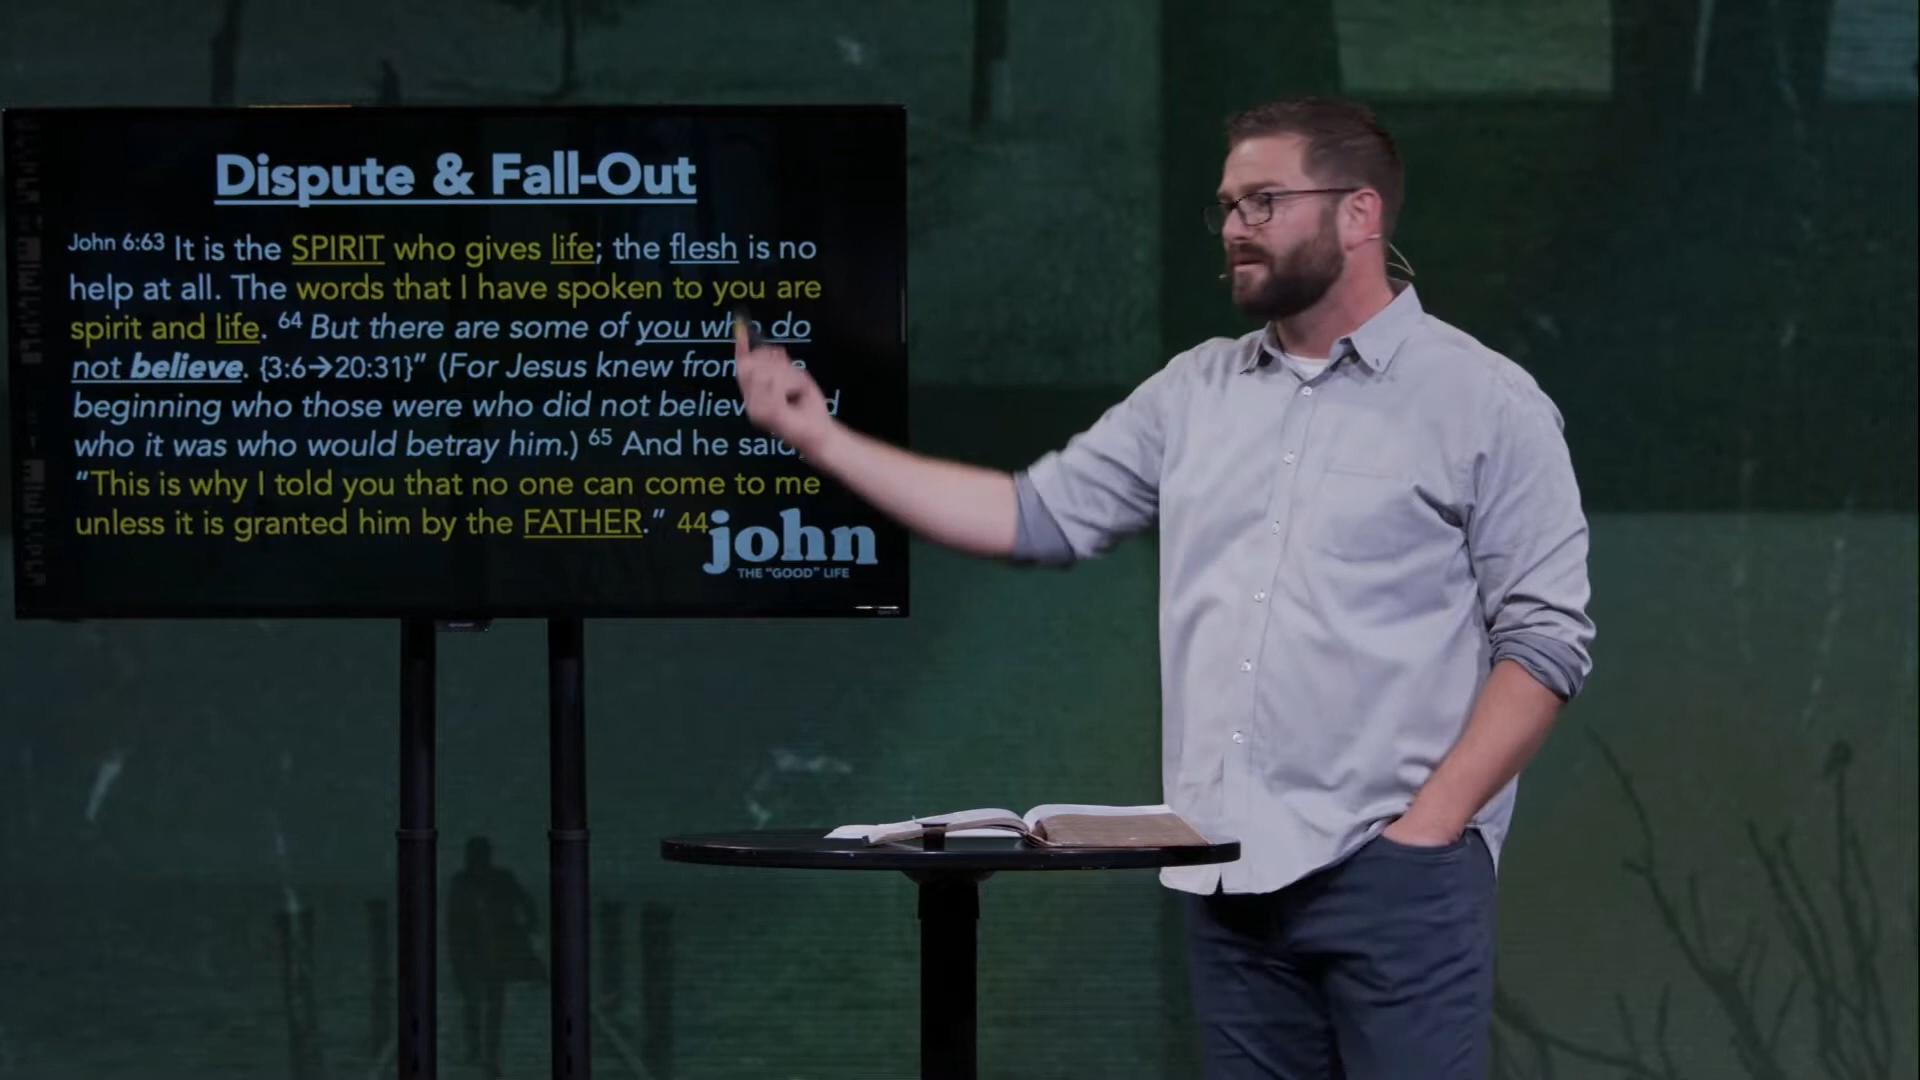 Dispute & Fall-Out
John 6:63 It is the SPIRIT who gives life; the flesh is no
help at all. The words that I have spoken to you are
spirit and life. 64 But there are some of you who do
not believe. {3:6→20:31}” (For Jesus knew from
beginning who those were who did not
who it was who would betray him.) 65 And he said,
“This is why I told you that no one can come to me
unless it is granted him by the FATHER.” 44
john
THE “GOOD” LIFE